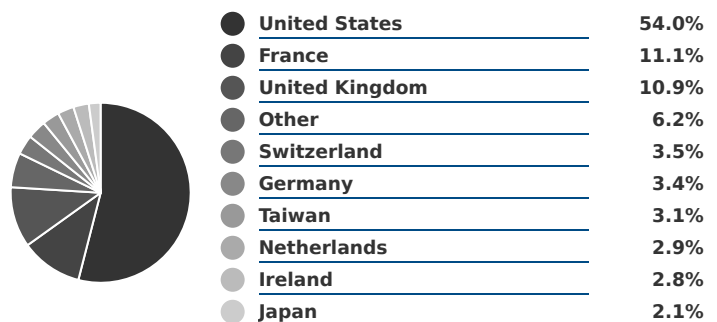 United States 54.0%
France 11.1%
United Kingdom 10.9%
Other 6.2%
Switzerland 3.5%
Germany 3.4%
Taiwan 3.1%
Netherlands 2.9%
Ireland 2.8%
Japan 2.1%